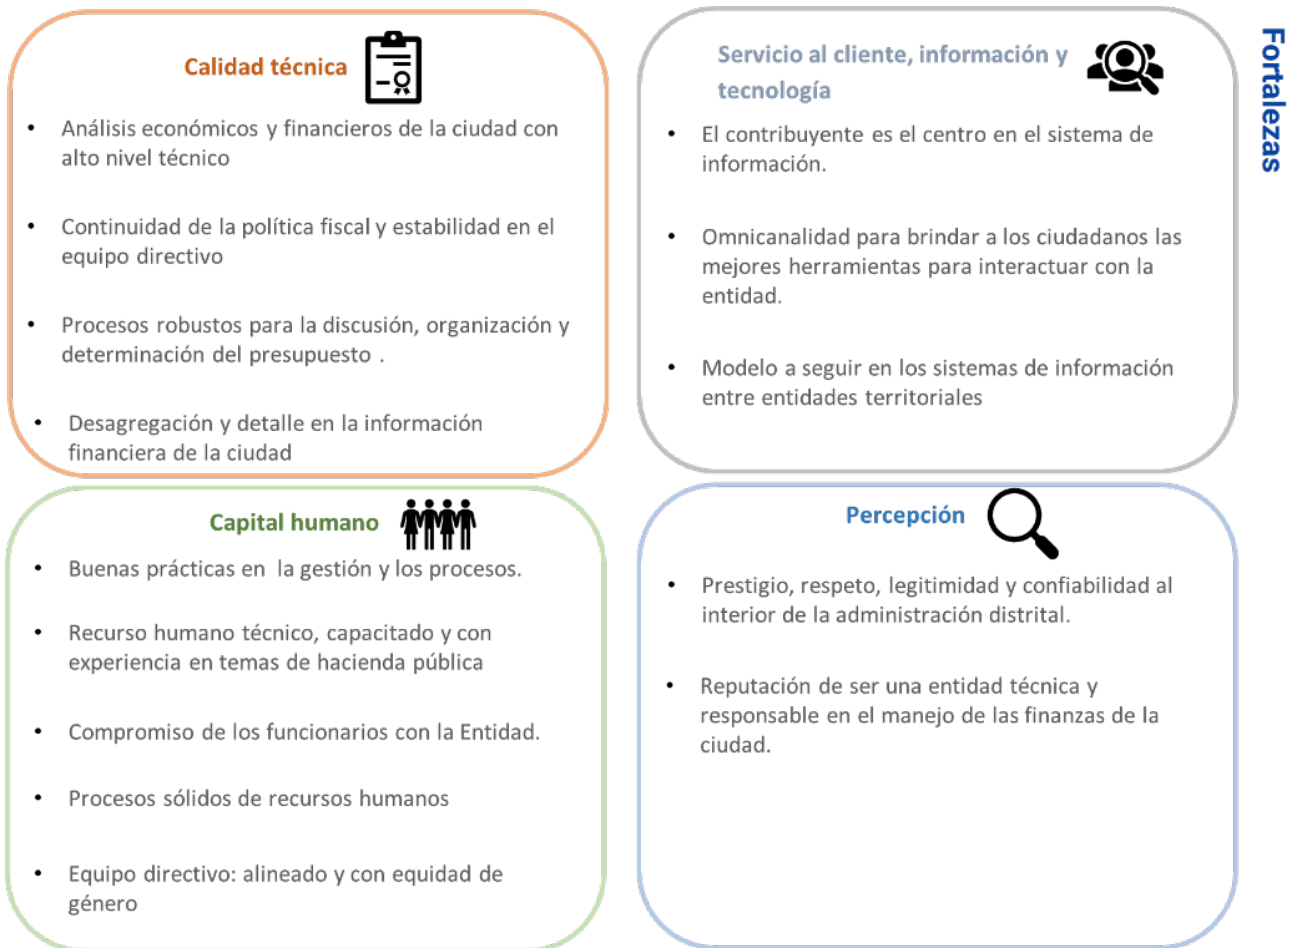 Fortalezas
Calidad técnica
• Análisis económicos y financieros de la ciudad con
alto nivel técnico
• Continuidad de la política fiscal y estabilidad en el
equipo directivo
• Procesos robustos para la discusión, organización y
determinación del presupuesto .
• Desagregación y detalle en la información
financiera de la ciudad
Servicio al cliente, información y
tecnología
• El contribuyente es el centro en el sistema de
información.
• Omnicanalidad para brindar a los ciudadanos las
mejores herramientas para interactuar con la
entidad.
• Modelo a seguir en los sistemas de información
entre entidades territoriales
Capital humano
• Buenas prácticas en la gestión y los procesos.
• Recurso humano técnico, capacitado y con
experiencia en temas de hacienda pública
• Compromiso de los funcionarios con la Entidad.
• Procesos sólidos de recursos humanos
• Equipo directivo: alineado y con equidad de
género
Percepción
• Prestigio, respeto, legitimidad y confiabilidad al
interior de la administración distrital.
• Reputación de ser una entidad técnica y
responsable en el manejo de las finanzas de la
ciudad.